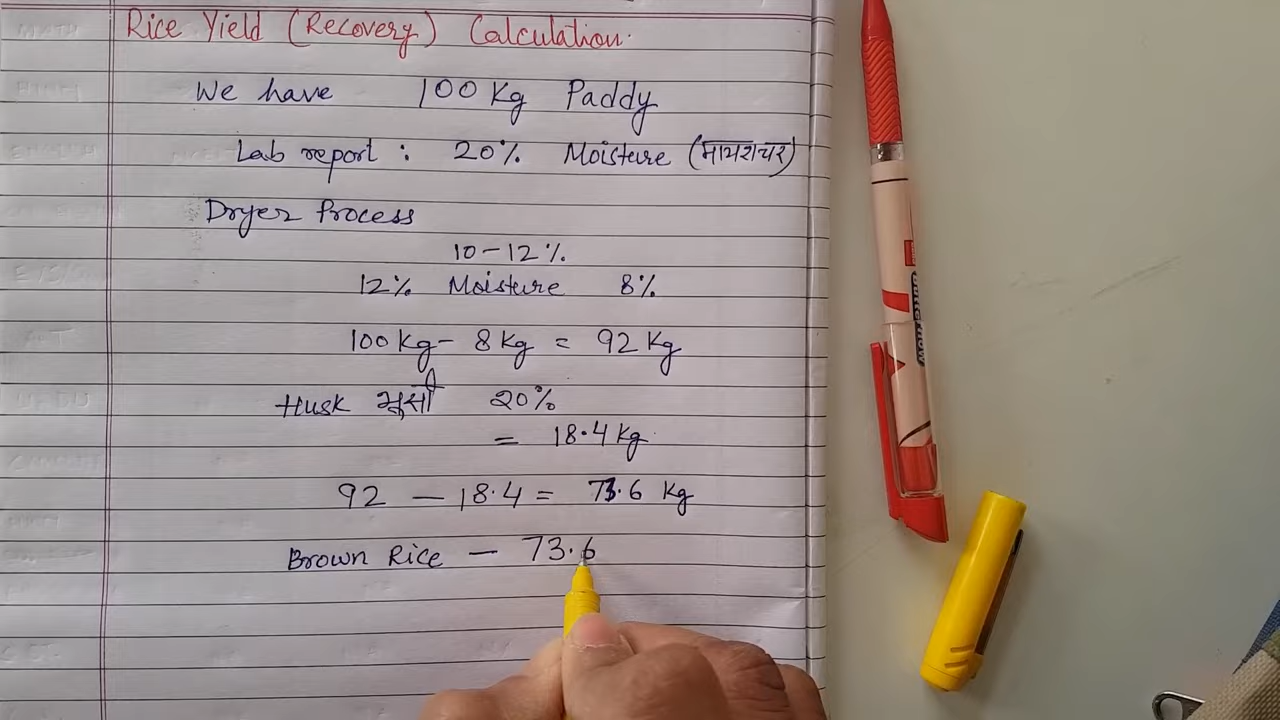 Rice Yield (Recovery) Calculation.
We have 100 Kg Paddy
Lab report : 20% Moisture (मायशचर)
Dryer Process
10-12%
12% Moisture 8%
100 Kg- 8 Kg = 92 Kg
Husk भूसी 20%
= 18.4 Kg
92 — 18.4 = 73.6 Kg
Brown Rice — 73.6